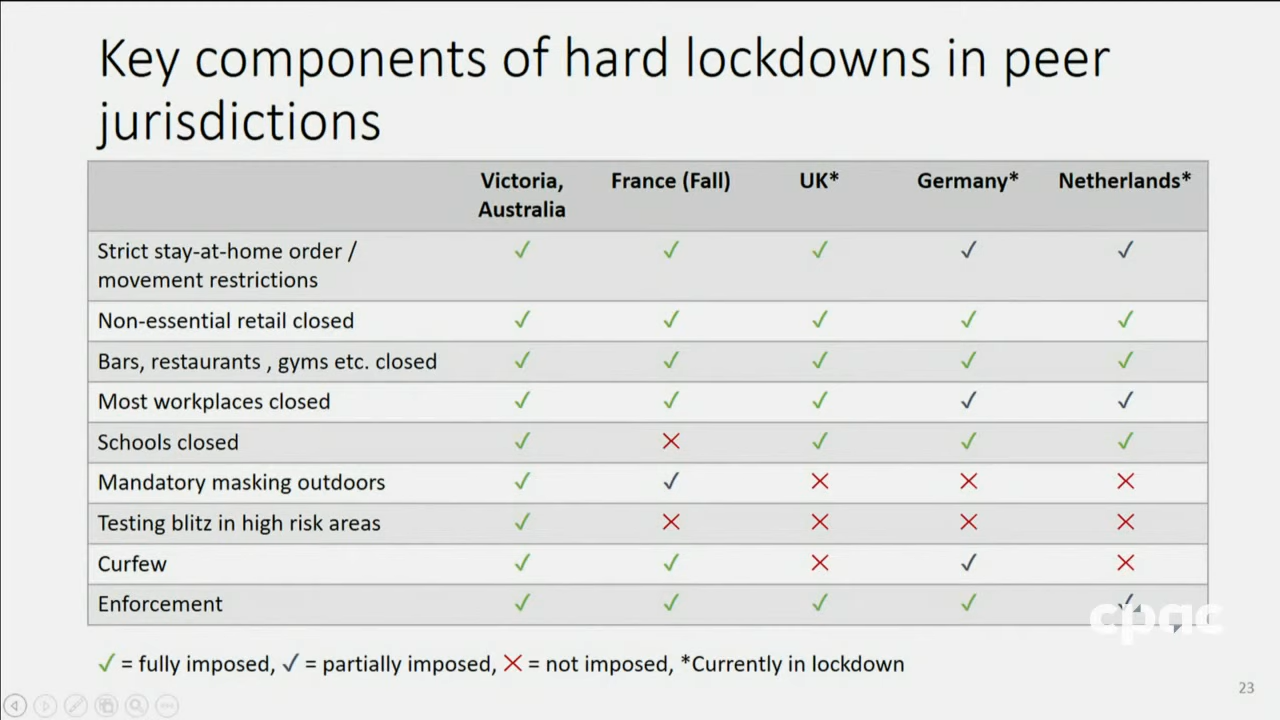 Key components of hard lockdowns in peer
jurisdictions
Victoria, Australia France (Fall) UK* Germany* Netherlands*
Strict stay-at-home order / movement restrictions ✓ ✓ ✓ ✓ ✓
Non-essential retail closed ✓ ✓ ✓ ✓ ✓
Bars, restaurants , gyms etc. closed ✓ ✓ ✓ ✓ ✓
Most workplaces closed ✓ ✓ ✓ ✓ ✓
Schools closed ✓ ✕ ✓ ✓ ✓
Mandatory masking outdoors ✓ ✓ ✕ ✕ ✕
Testing blitz in high risk areas ✓ ✕ ✕ ✕ ✕
Curfew ✓ ✓ ✕ ✓ ✕
Enforcement ✓ ✓ ✓ ✓ ✓
cpac
✓ = fully imposed, ✓ = partially imposed, ✕ = not imposed, *Currently in lockdown
23